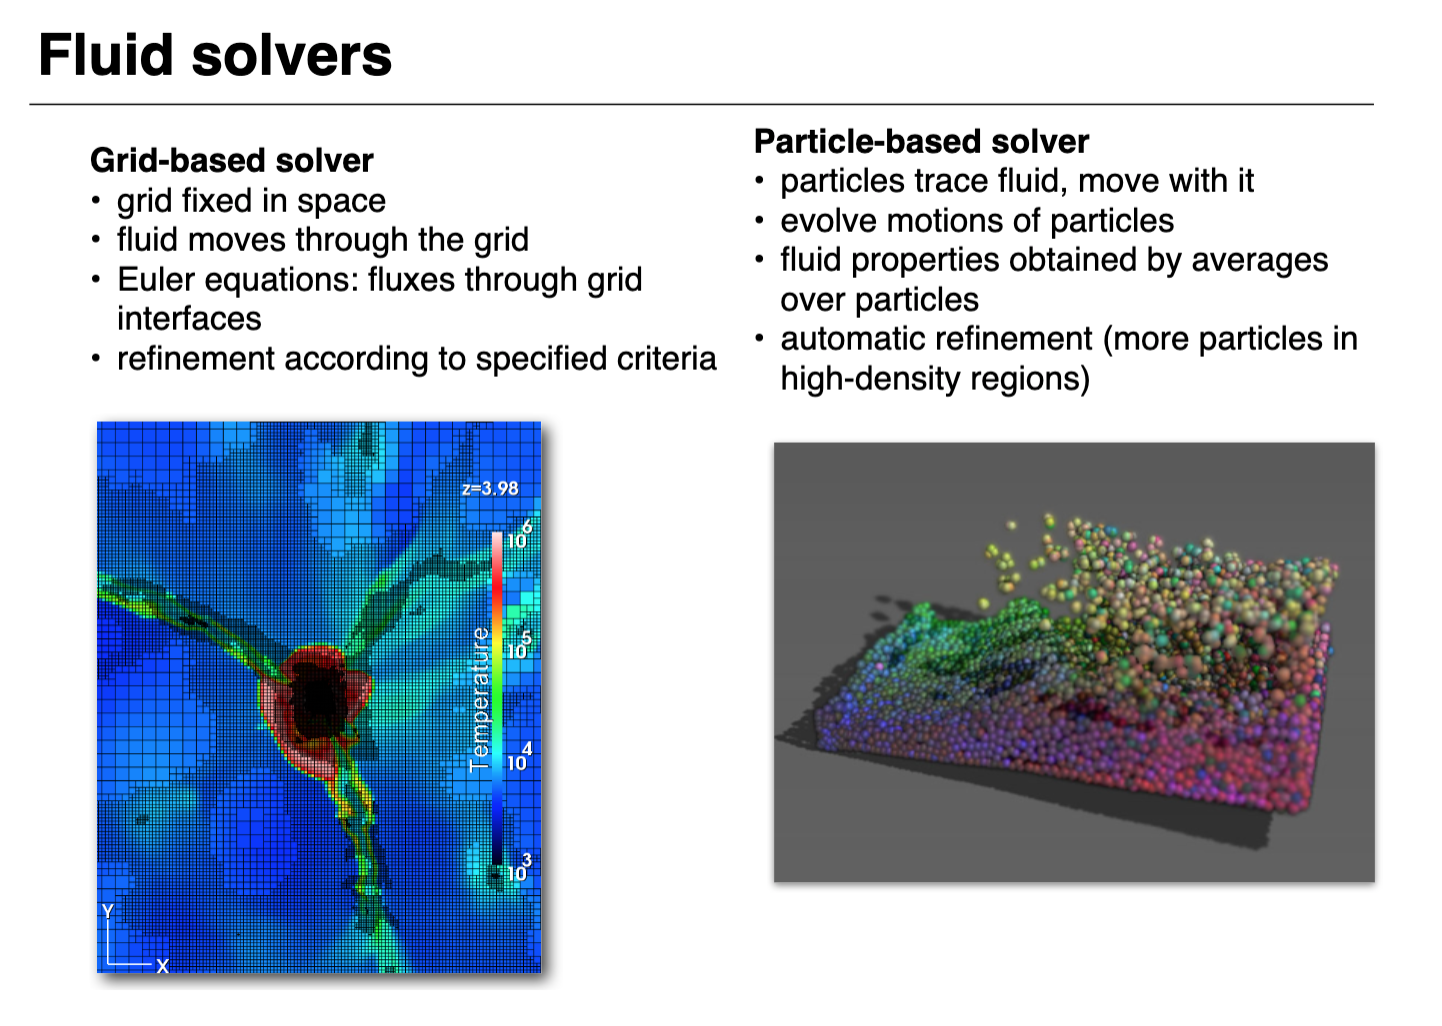 Fluid solvers
Grid-based solver
• grid fixed in space
• fluid moves through the grid
• Euler equations: fluxes through grid
interfaces
• refinement according to specified criteria
Particle-based solver
• particles trace fluid, move with it
• evolve motions of particles
• fluid properties obtained by averages
over particles
• automatic refinement (more particles in
high-density regions)
z=3.98
10^6
10^5
10^4
10^3
Temperature
Y
X